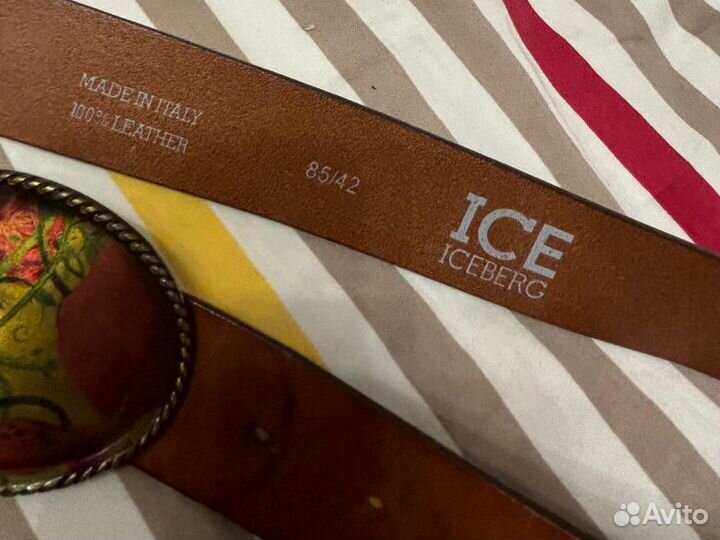 MADE IN ITALY
100% LEATHER
85/42
ICE
ICEBERG
Avito